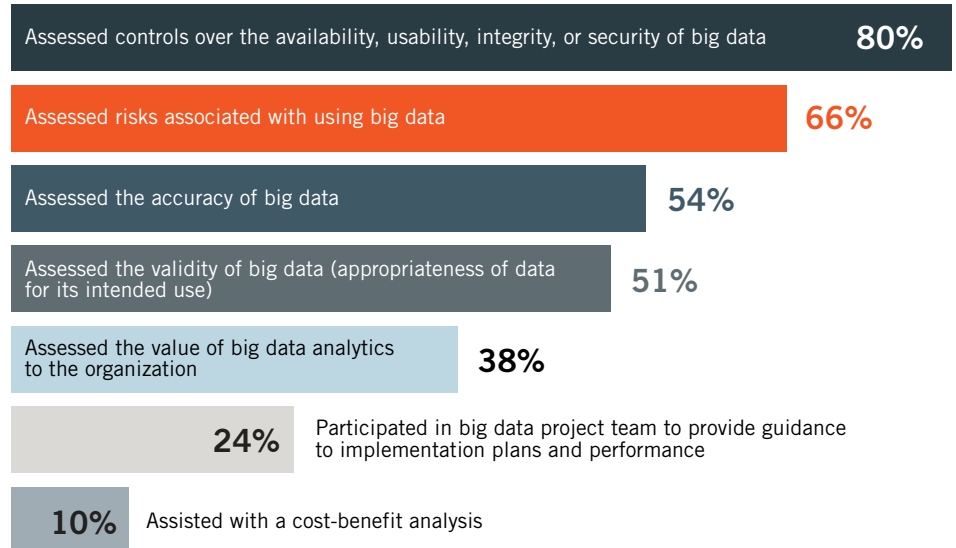 Assessed controls over the availability, usability, integrity, or security of big data 80%
Assessed risks associated with using big data 66%
Assessed the accuracy of big data 54%
Assessed the validity of big data (appropriateness of data
for its intended use) 51%
Assessed the value of big data analytics
to the organization 38%
24% Participated in big data project team to provide guidance
to implementation plans and performance
10% Assisted with a cost-benefit analysis